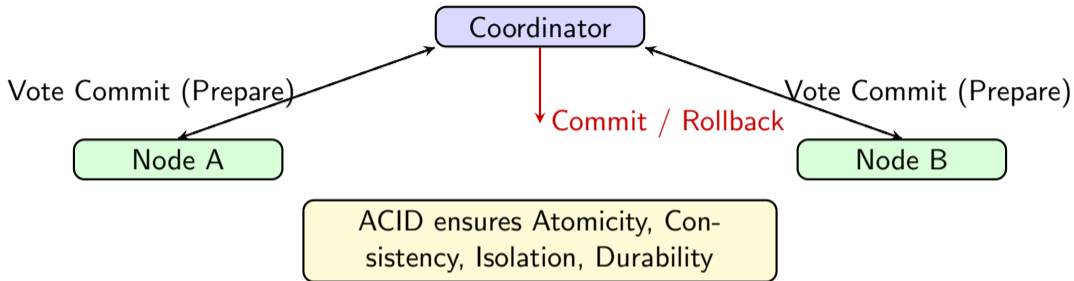 Coordinator
Vote Commit (Prepare)
Vote Commit (Prepare)
Commit / Rollback
Node A
Node B
ACID ensures Atomicity, Con-
sistency, Isolation, Durability